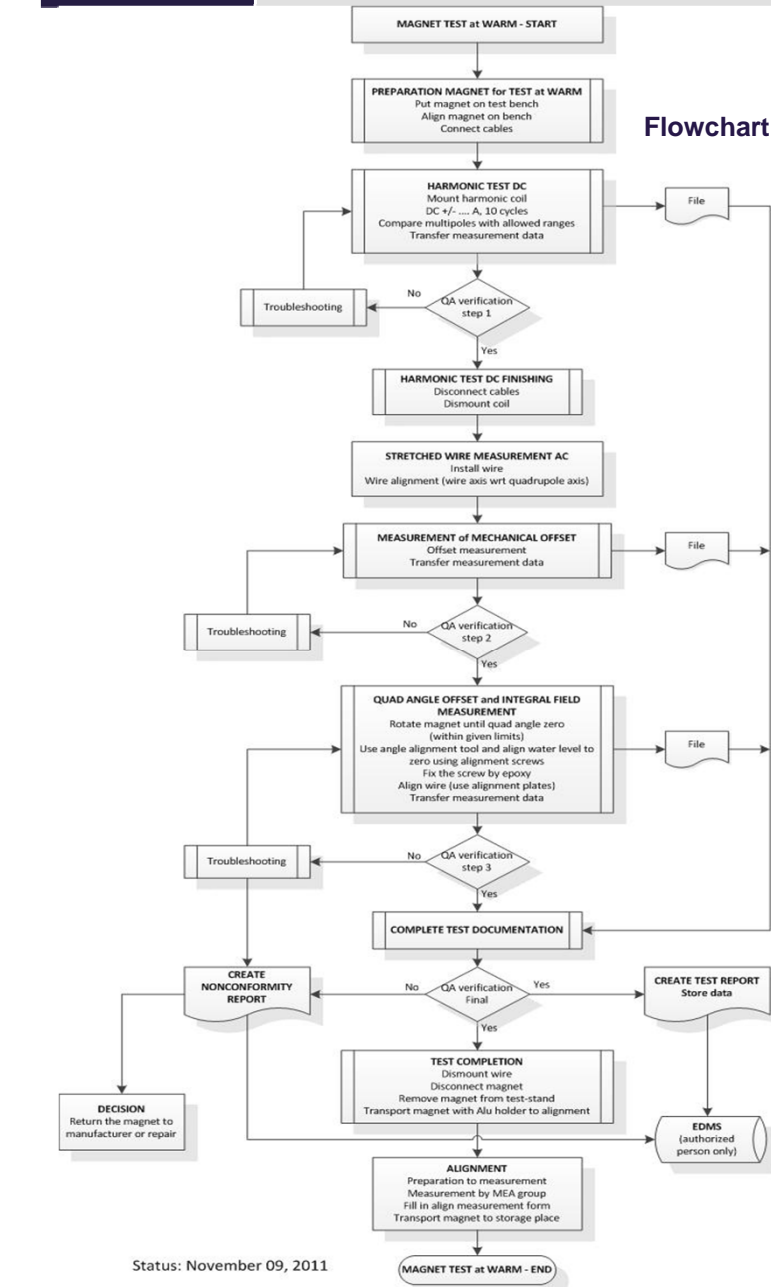 MAGNET TEST at WARM - START
PREPARATION MAGNET for TEST at WARM
Put magnet on test bench
Align magnet on bench
Connect cables
Flowchart
HARMONIC TEST DC
Mount harmonic coil
DC +/- .... A, 10 cycles
Compare multipoles with allowed ranges
Transfer measurement data
File
Troubleshooting
No
QA verification
step 1
Yes
HARMONIC TEST DC FINISHING
Disconnect cables
Dismount coil
STRETCHED WIRE MEASUREMENT AC
Install wire
Wire alignment (wire axis wrt quadrupole axis)
MEASUREMENT of MECHANICAL OFFSET
Offset measurement
Transfer measurement data
File
Troubleshooting
No
QA verification
step 2
Yes
QUAD ANGLE OFFSET and INTEGRAL FIELD
MEASUREMENT
Rotate magnet until quad angle zero
(within given limits)
Use angle alignment tool and align water level to
zero using alignment screws
Fix the screw by epoxy
Align wire (use alignment plates)
Transfer measurement data
File
Troubleshooting
No
QA verification
step 3
Yes
COMPLETE TEST DOCUMENTATION
CREATE
NONCONFORMITY
REPORT
No
QA verification
Final
Yes
Yes
CREATE TEST REPORT
Store data
TEST COMPLETION
Dismount wire
Disconnect magnet
Remove magnet from test-stand
Transport magnet with Alu holder to alignment
DECISION
Return the magnet to
manufacturer or repair
EDMS
(authorized
person only)
ALIGNMENT
Preparation to measurement
Measurement by MEA group
Fill in align measurement form
Transport magnet to storage place
Status: November 09, 2011
MAGNET TEST at WARM - END